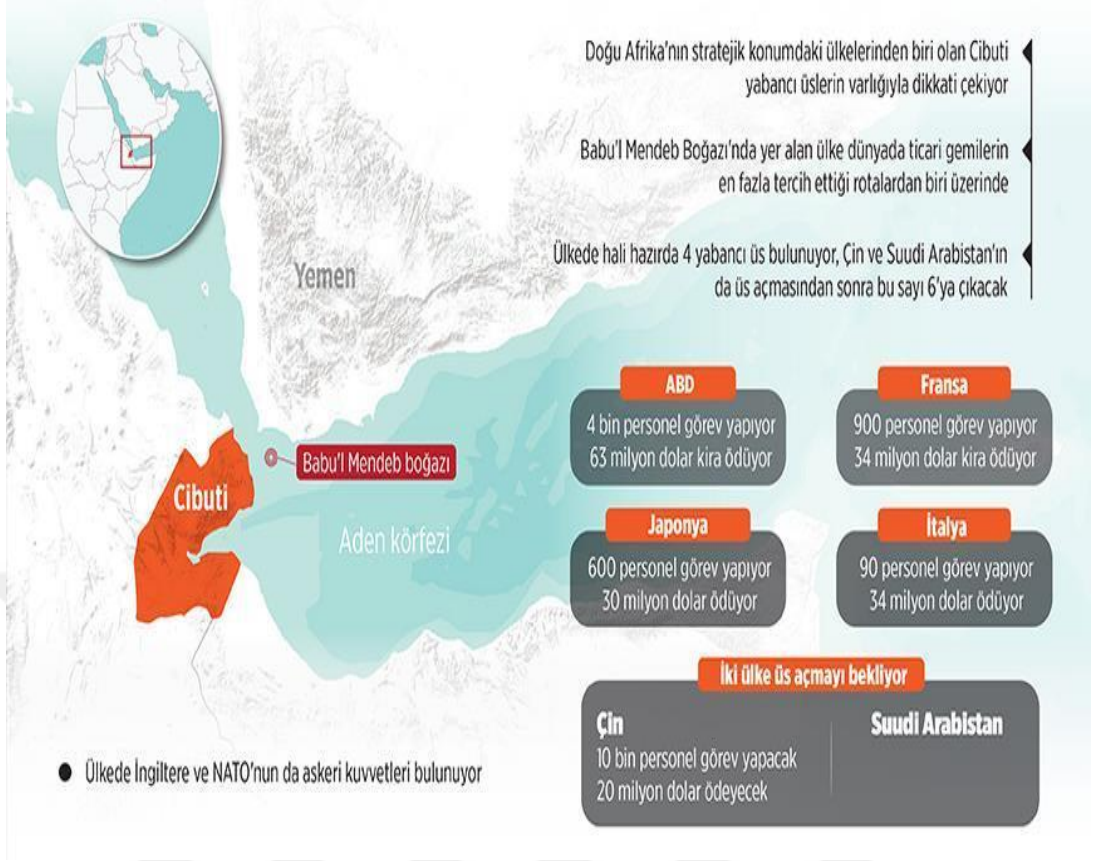 Doğu Afrika'nın stratejik konumdaki ülkelerinden biri olan Cibuti
yabancı üslerin varlığıyla dikkati çekiyor
Babu'l Mendeb Boğazı'nda yer alan ülke dünyada ticari gemilerin
en fazla tercih ettiği rotalardan biri üzerinde
Ülkede hali hazırda 4 yabancı üs bulunuyor, Çin ve Suudi Arabistan'ın
da üs açmasından sonra bu sayı 6'ya çıkacak
Yemen
Babu'l Mendeb boğazı
Cibuti
Aden körfezi
ABD
4 bin personel görev yapıyor
63 milyon dolar kira ödüyor
Fransa
900 personel görev yapıyor
34 milyon dolar kira ödüyor
Japonya
600 personel görev yapıyor
30 milyon dolar ödüyor
İtalya
90 personel görev yapıyor
34 milyon dolar ödüyor
İki ülke üs açmayı bekliyor
Çin
10 bin personel görev yapacak
20 milyon dolar ödeyecek
Suudi Arabistan
● Ülkede İngiltere ve NATO'nun da askeri kuvvetleri bulunuyor